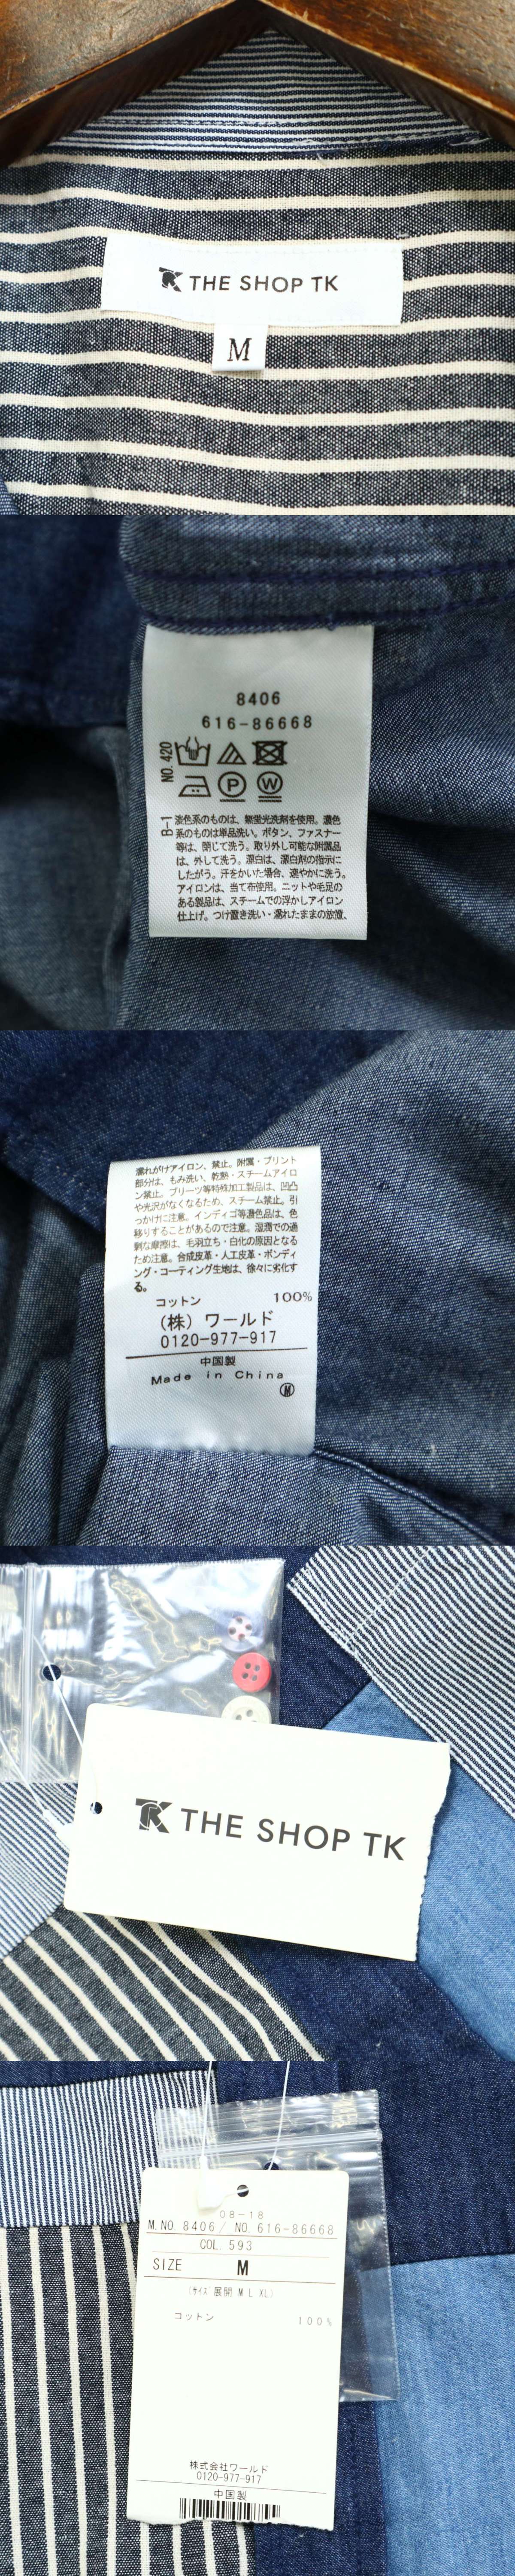 THE SHOP TK
M
8406
616-86668
NO.420
P
W
B-1
淡色系のものは、無蛍光洗剤を使用。濃色
系のものは単品洗い。ボタン、ファスナー
等は、閉じて洗う。取り外し可能な附属品
は、外して洗う。漂白は、漂白剤の指示に
したがう。汗をかいた場合、速やかに洗う。
アイロンは、当て布使用。ニットや毛足の
ある製品は、スチームでの浮かしアイロン
仕上げ。つけ置き洗い・濡れたままの放置、
濡れがけアイロン、禁止。附属・プリント
部分は、もみ洗い、乾熱・スチームアイロ
ン禁止。プリーツ等特殊加工製品は、凹凸
や光沢がなくなるため、スチーム禁止。引
っかけに注意。インディゴ等濃色品は、色
移りすることがあるので注意。湿潤での過
剰な摩擦は、毛羽立ち・白化の原因となる
ため注意。合成皮革・人工皮革・ボンディ
ング・コーティング生地は、徐々に劣化す
る。
コットン 100%
(株) ワールド
0120-977-917
中国製
Made in China
M
TK THE SHOP TK
08-18
M.NO. 8406/ NO. 616-86668
COL. 593
SIZE M
(サイズ 展開 M L XL)
コットン 100%
株式会社ワールド
0120-977-917
中国製